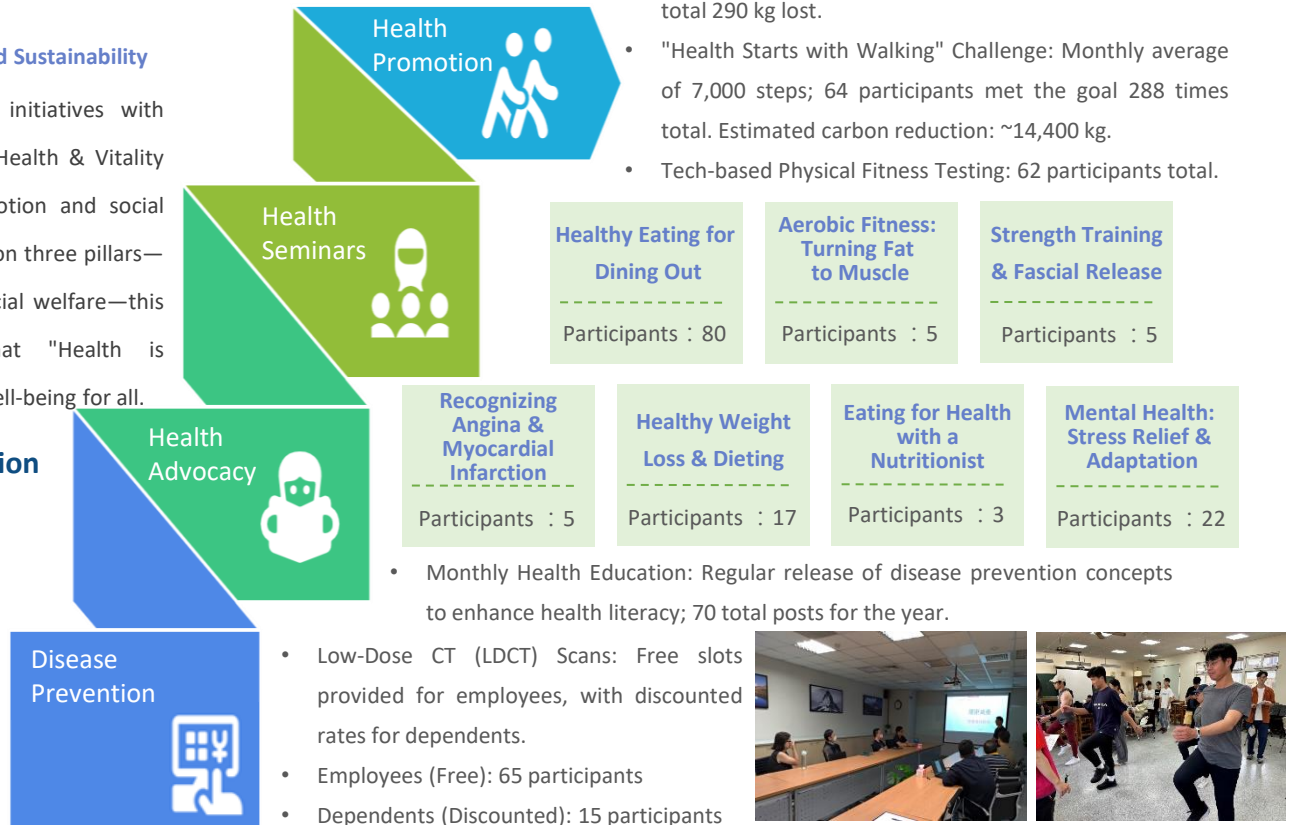 d Sustainability
initiatives with
Health & Vitality
otion and social
on three pillars—
cial welfare—this
at "Health is
ell-being for all.
ion
Health
Promotion
total 290 kg lost.
• "Health Starts with Walking" Challenge: Monthly average
of 7,000 steps; 64 participants met the goal 288 times
total. Estimated carbon reduction: ~14,400 kg.
• Tech-based Physical Fitness Testing: 62 participants total.
Health
Seminars
Healthy Eating for
Dining Out
Participants：80
Aerobic Fitness:
Turning Fat
to Muscle
Participants ：5
Strength Training
& Fascial Release
Participants ：5
Recognizing
Angina &
Myocardial
Infarction
Participants ：5
Healthy Weight
Loss & Dieting
Participants ：17
Eating for Health
with a
Nutritionist
Participants ：3
Mental Health:
Stress Relief &
Adaptation
Participants ：22
Health
Advocacy
• Monthly Health Education: Regular release of disease prevention concepts
to enhance health literacy; 70 total posts for the year.
Disease
Prevention
• Low-Dose CT (LDCT) Scans: Free slots
provided for employees, with discounted
rates for dependents.
• Employees (Free): 65 participants
• Dependents (Discounted): 15 participants